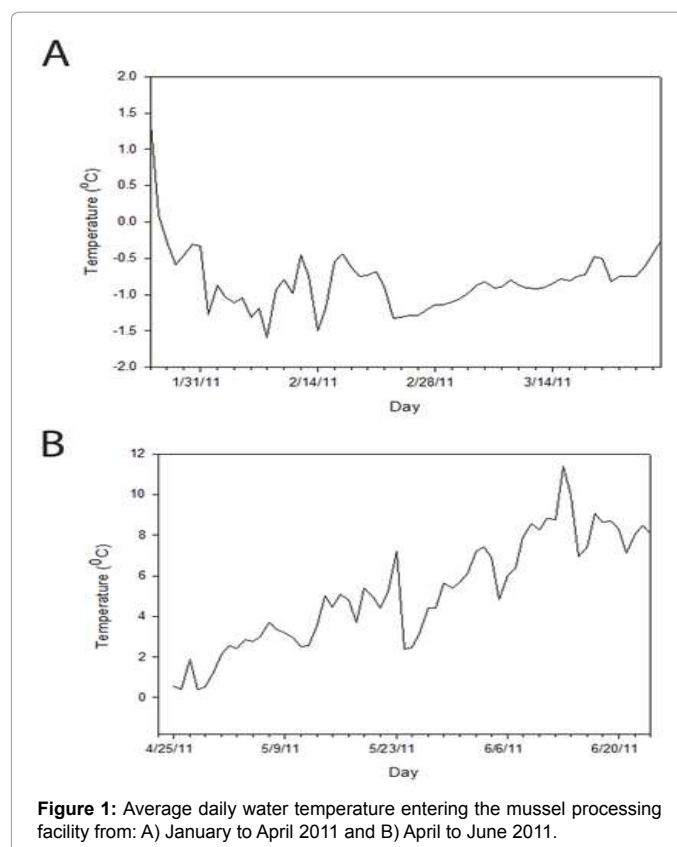 A
2.0
1.5
1.0
0.5
0.0
-0.5
-1.0
-1.5
-2.0
Temperature (⁰C)
1/31/11 2/14/11 2/28/11 3/14/11
Day
B
12
10
8
6
4
2
0
Temperature (⁰C)
4/25/11 5/9/11 5/23/11 6/6/11 6/20/11
Day
Figure 1: Average daily water temperature entering the mussel processing
facility from: A) January to April 2011 and B) April to June 2011.